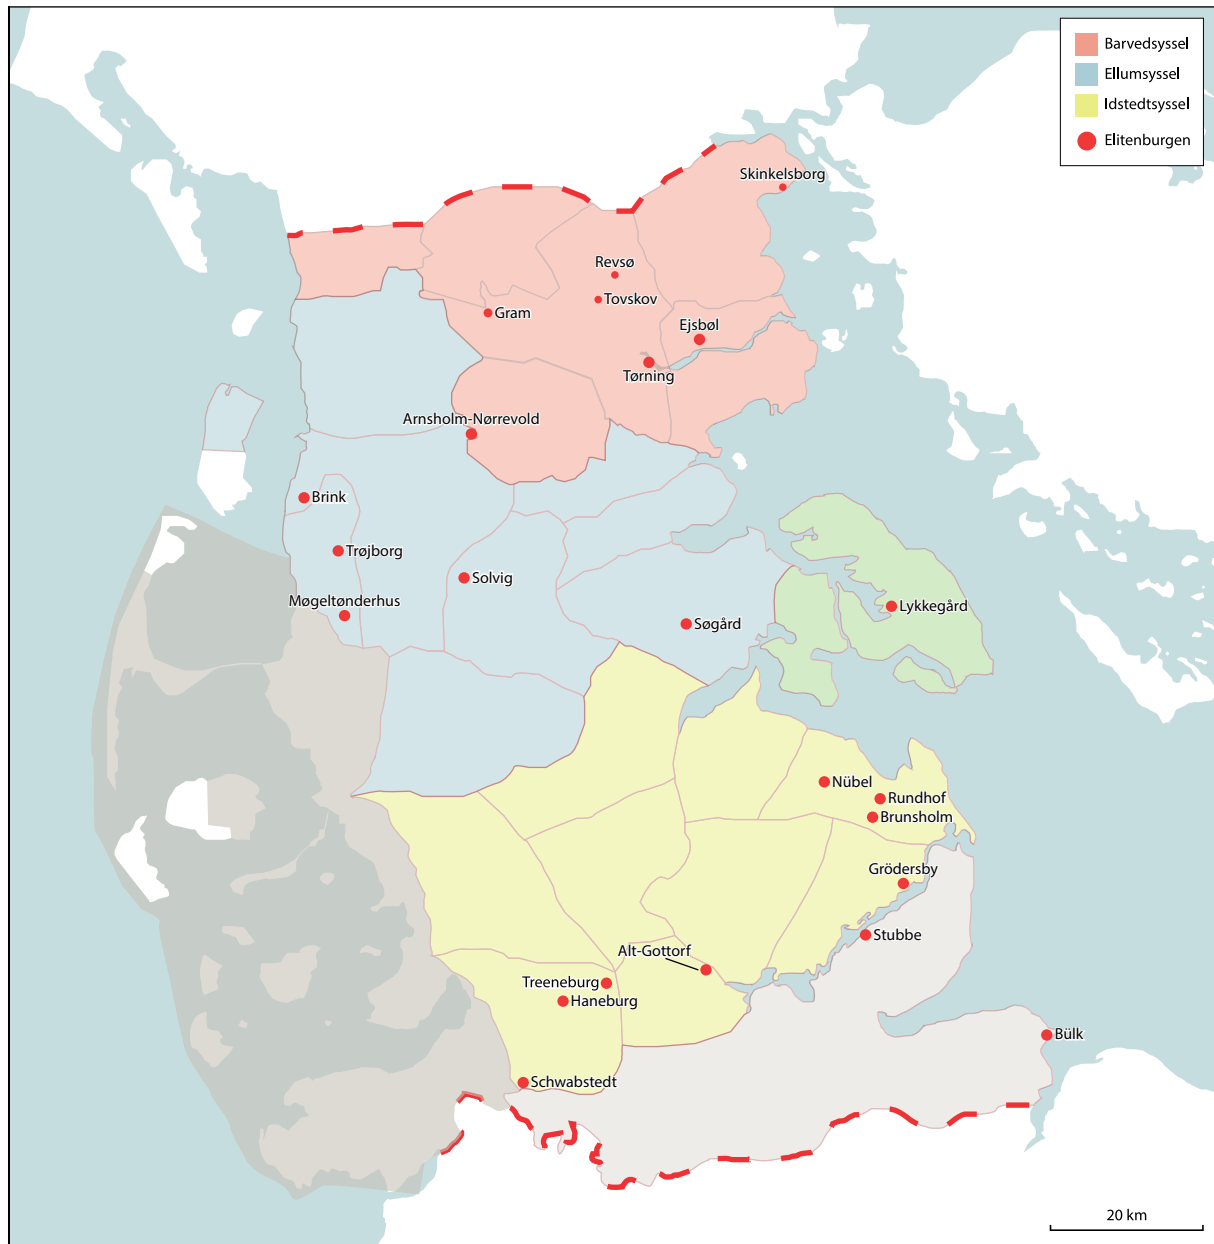 Barvedsyssel
Ellumsyssel
Idstedtsyssel
Elitenburgen
Skinkelsborg
Revsø
Tovskov
Gram
Ejsbøl
Tørning
Arnsholm-Nørrevold
Brink
Trøjborg
Solvig
Møgeltønderhus
Lykkegård
Søgård
Nübel
Rundhof
Brunsholm
Grödersby
Stubbe
Alt-Gottorf
Treeneburg
Haneburg
Bülk
Schwabstedt
20 km